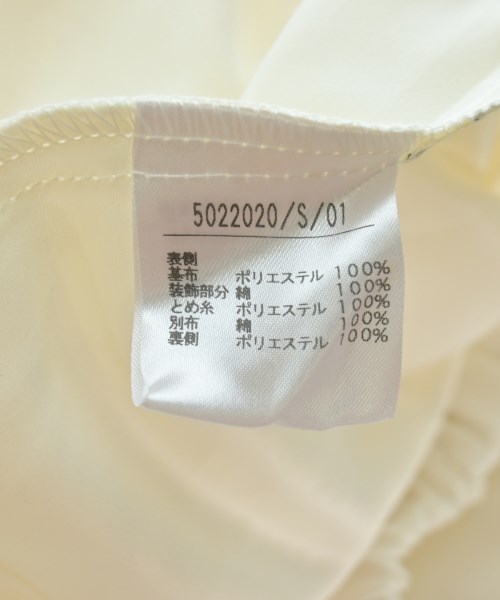 5022020/S/01
表側
基布 ポリエステル 100%
装飾部分 綿 100%
とめ糸 ポリエステル 100%
別布 綿 100%
裏側 ポリエステル 100%